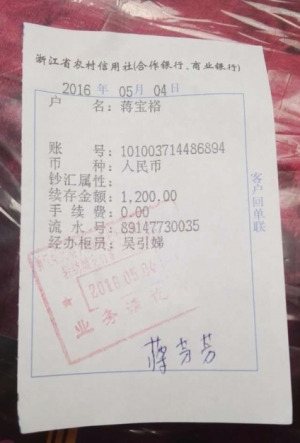 浙江省农村信用社(合作银行、商业银行)
2016 年 05 月 04 日
户 名:蒋宝裕
账 号:101003714486894
币 种:人民币
钞汇属性:
续存金额:1,200.00
手 续 费:0.00
流 水 号:89147730035
经办柜员:吴引娣
客户回单联
2016.05.04
业务清讫
蒋芳芳